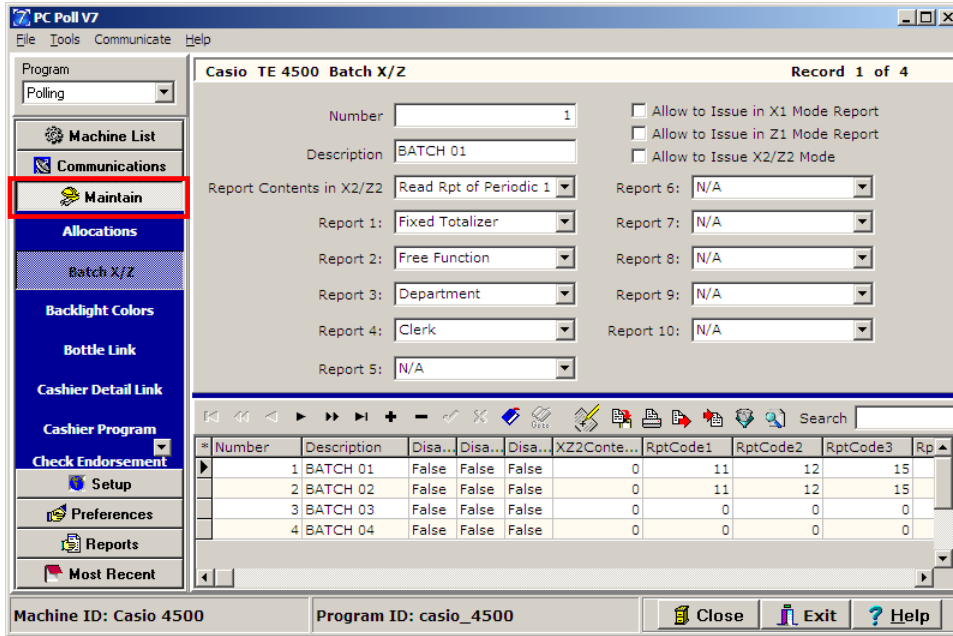 PC Poll V7
File Tools Communicate Help
Program
Polling
Machine List
Communications
Maintain
Allocations
Batch X/Z
Backlight Colors
Bottle Link
Cashier Detail Link
Cashier Program
Check Endorsement
Setup
Preferences
Reports
Most Recent
Casio TE 4500 Batch X/Z Record 1 of 4
Number 1
Description BATCH 01
Report Contents in X2/Z2 Read Rpt of Periodic 1
Report 1: Fixed Totalizer
Report 2: Free Function
Report 3: Department
Report 4: Clerk
Report 5: N/A
Allow to Issue in X1 Mode Report
Allow to Issue in Z1 Mode Report
Allow to Issue X2/Z2 Mode
Report 6: N/A
Report 7: N/A
Report 8: N/A
Report 9: N/A
Report 10: N/A
Goto Search
* Number Description Disa... Disa... Disa... XZ2Conte... RptCode1 RptCode2 RptCode3 Rp
1 BATCH 01 False False False 0 11 12 15
2 BATCH 02 False False False 0 11 12 15
3 BATCH 03 False False False 0 0 0 0
4 BATCH 04 False False False 0 0 0 0
Machine ID: Casio 4500 Program ID: casio_4500 Close Exit Help